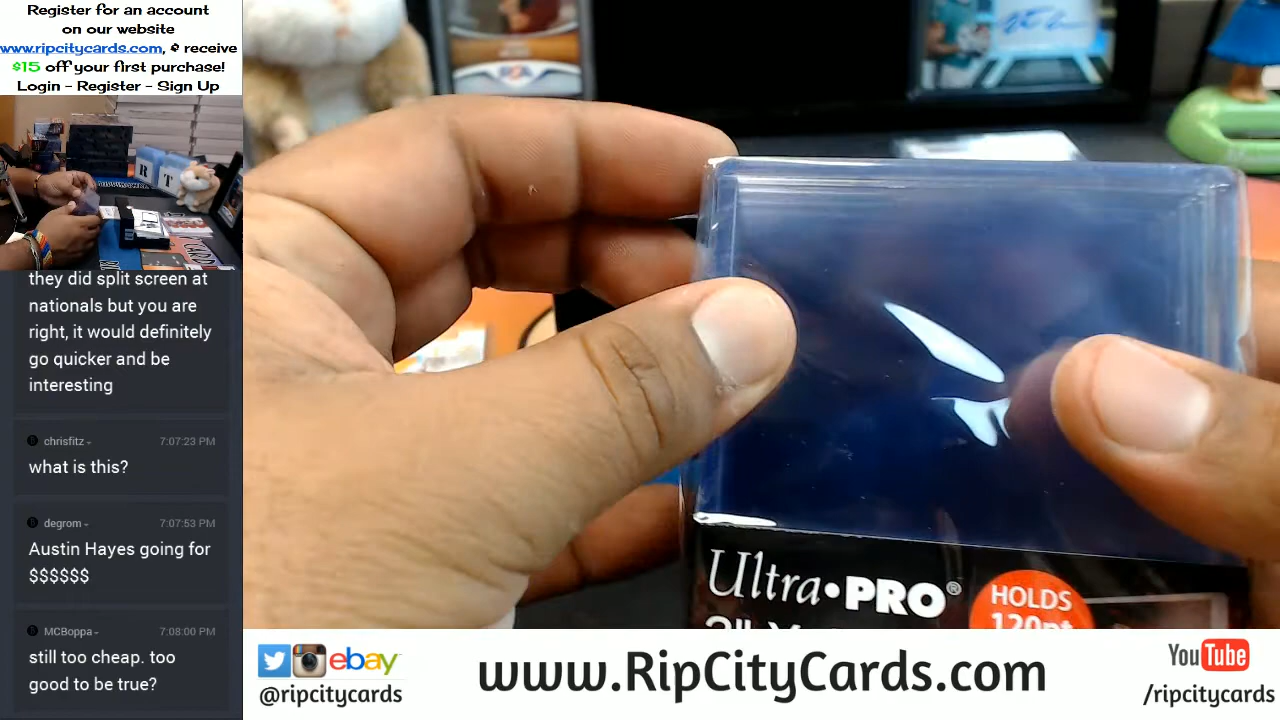 Register for an account
on our website
www.ripcitycards.com, & receive
$15 off your first purchase!
Login - Register - Sign Up
they did split screen at
nationals but you are
right, it would definitely
go quicker and be
interesting
chrisfitz 7:07:23 PM
what is this?
degrom 7:07:53 PM
Austin Hayes going for
$$$$$$
MCBoppa 7:08:00 PM
still too cheap. too
good to be true?
Ultra•PRO®
HOLDS
120pt
ebay
@ripcitycards
www.RipCityCards.com
YouTube
/ripcitycards